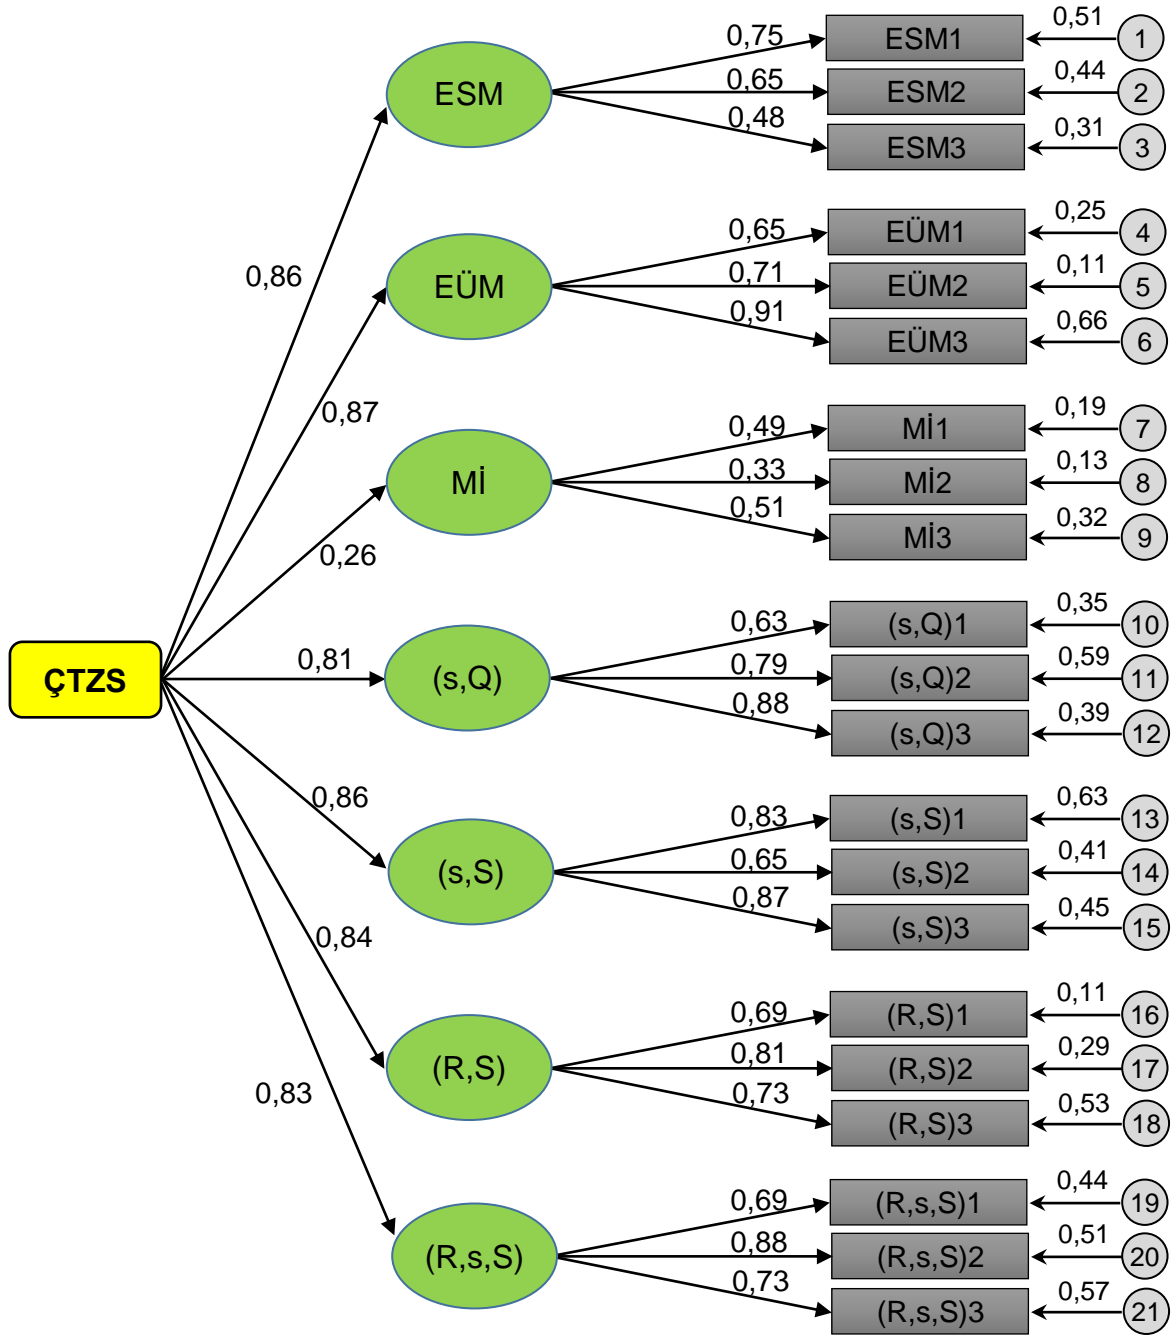 0,75
ESM1
0,51
1
ESM
0,65
ESM2
0,44
2
0,48
ESM3
0,31
3
0,86
0,65
EÜM1
0,25
4
EÜM
0,71
EÜM2
0,11
5
0,91
EÜM3
0,66
6
0,87
0,49
Mİ1
0,19
7
Mİ
0,33
Mİ2
0,13
8
0,51
Mİ3
0,32
9
0,26
0,63
(s,Q)1
0,35
10
ÇTZS
0,81
(s,Q)
0,79
(s,Q)2
0,59
11
0,88
(s,Q)3
0,39
12
0,86
0,83
(s,S)1
0,63
13
(s,S)
0,65
(s,S)2
0,41
14
0,87
(s,S)3
0,45
15
0,84
0,69
(R,S)1
0,11
16
(R,S)
0,81
(R,S)2
0,29
17
0,73
(R,S)3
0,53
18
0,83
0,69
(R,s,S)1
0,44
19
(R,s,S)
0,88
(R,s,S)2
0,51
20
0,73
(R,s,S)3
0,57
21